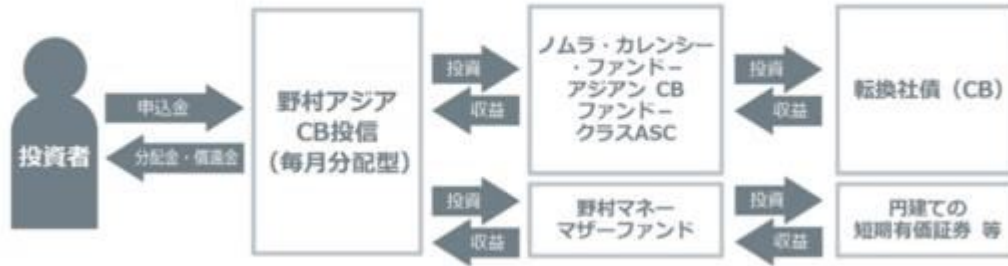 投資者
申込金
分配金・償還金
野村アジア
CB投信
（毎月分配型）
投資
収益
ノムラ・カレンシー
・ファンド－
アジアン CB
ファンド－
クラスASC
投資
収益
転換社債（CB）
投資
収益
野村マネー
マザーファンド
投資
収益
円建ての
短期有価証券 等